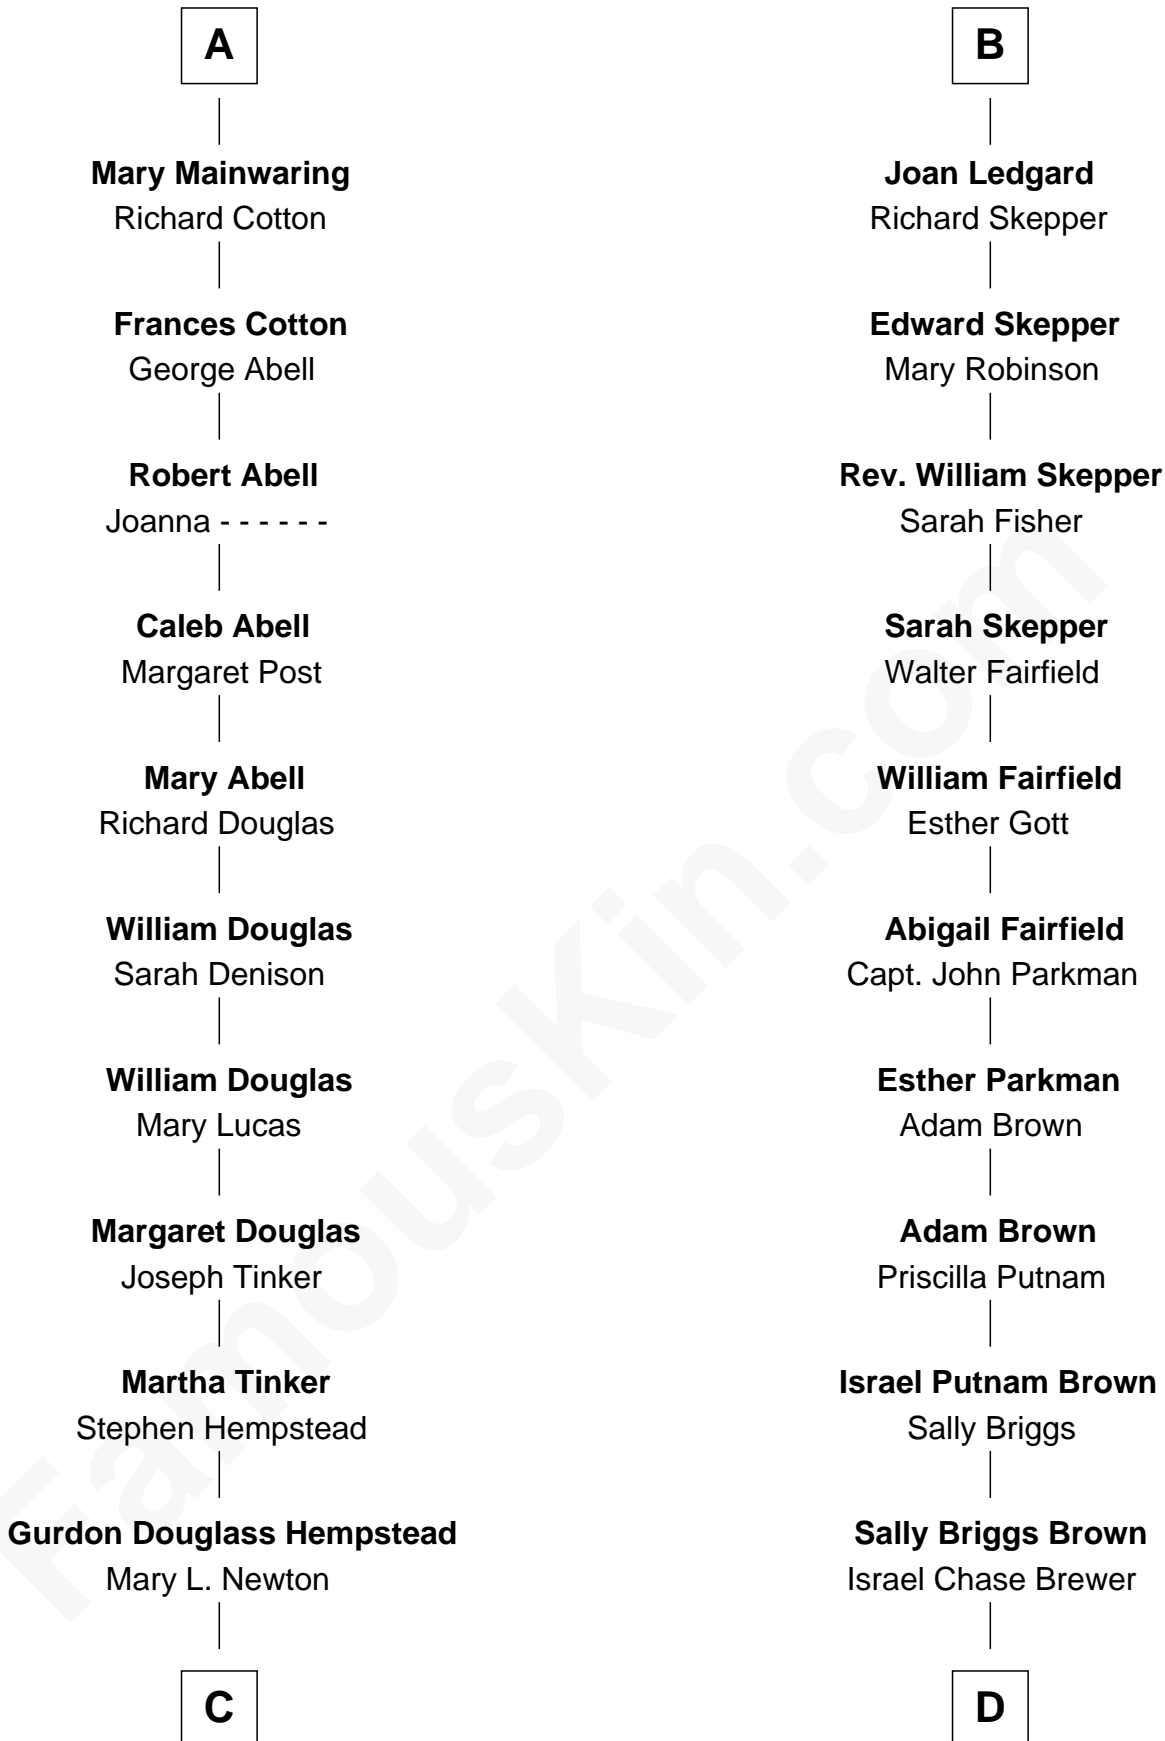 A
Mary Mainwaring
Richard Cotton
Frances Cotton
George Abell
Robert Abell
Joanna - - - - - -
Caleb Abell
Margaret Post
Mary Abell
Richard Douglas
William Douglas
Sarah Denison
William Douglas
Mary Lucas
Margaret Douglas
Joseph Tinker
Martha Tinker
Stephen Hempstead
Gurdon Douglass Hempstead
Mary L. Newton
C
B
Joan Ledgard
Richard Skepper
Edward Skepper
Mary Robinson
Rev. William Skepper
Sarah Fisher
Sarah Skepper
Walter Fairfield
William Fairfield
Esther Gott
Abigail Fairfield
Capt. John Parkman
Esther Parkman
Adam Brown
Adam Brown
Priscilla Putnam
Israel Putnam Brown
Sally Briggs
Sally Briggs Brown
Israel Chase Brewer
D
FamousKin.com